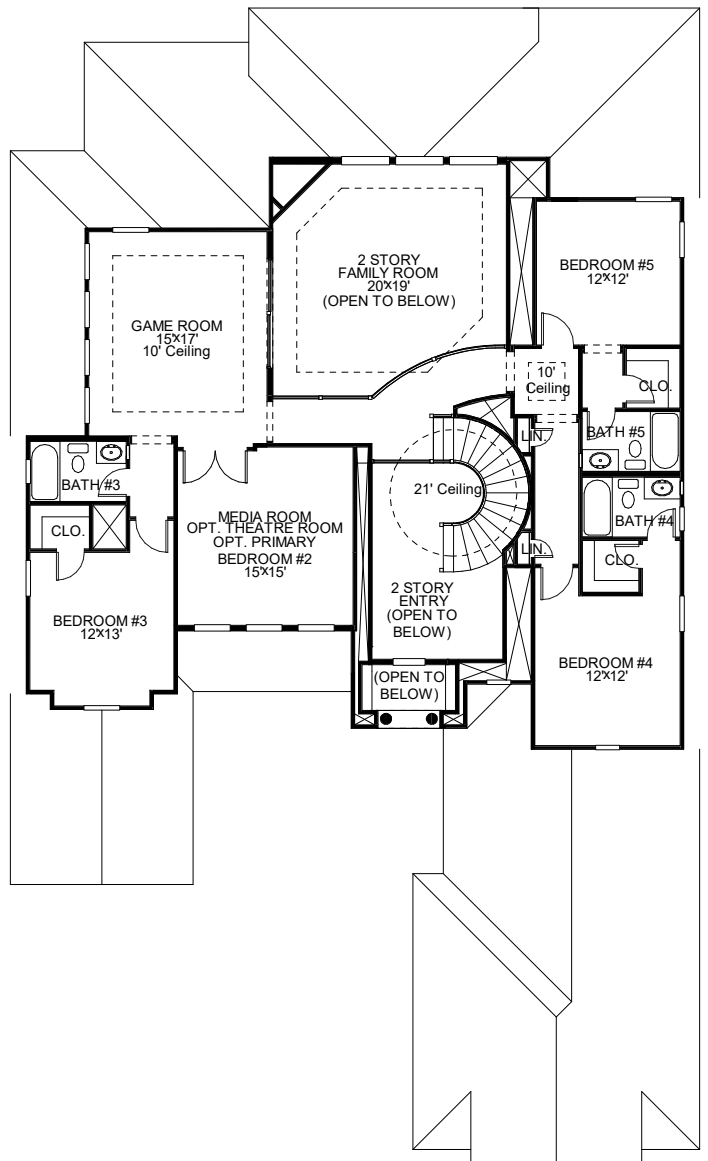 2 STORY
FAMILY ROOM
20'X19'
(OPEN TO BELOW)
BEDROOM #5
12'X12'
GAME ROOM
15'X17'
10' Ceiling
10'
Ceiling
CLO.
LIN.
BATH #5
BATH #3
21' Ceiling
MEDIA ROOM
OPT. THEATRE ROOM
OPT. PRIMARY
BEDROOM #2
15'X15'
BATH #4
CLO.
LIN.
CLO.
2 STORY
ENTRY
(OPEN TO
BELOW)
BEDROOM #3
12'X13'
BEDROOM #4
12'X12'
(OPEN TO
BELOW)